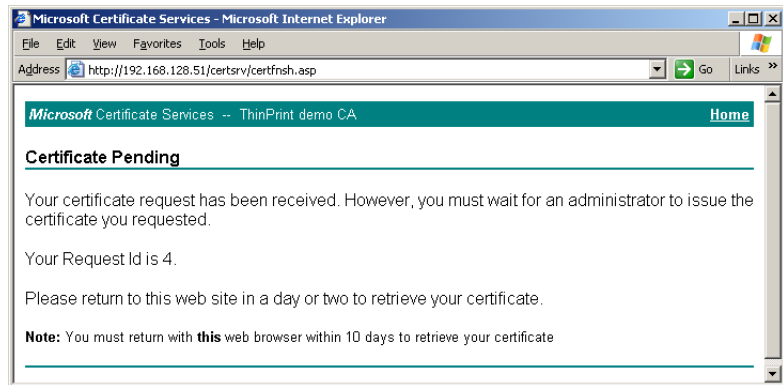 Microsoft Certificate Services - Microsoft Internet Explorer
File Edit View Favorites Tools Help
Address http://192.168.128.51/certsrv/certfnsh.asp Go Links »
Microsoft Certificate Services -- ThinPrint demo CA Home
Certificate Pending
Your certificate request has been received. However, you must wait for an administrator to issue the
certificate you requested.
Your Request Id is 4.
Please return to this web site in a day or two to retrieve your certificate.
Note: You must return with this web browser within 10 days to retrieve your certificate